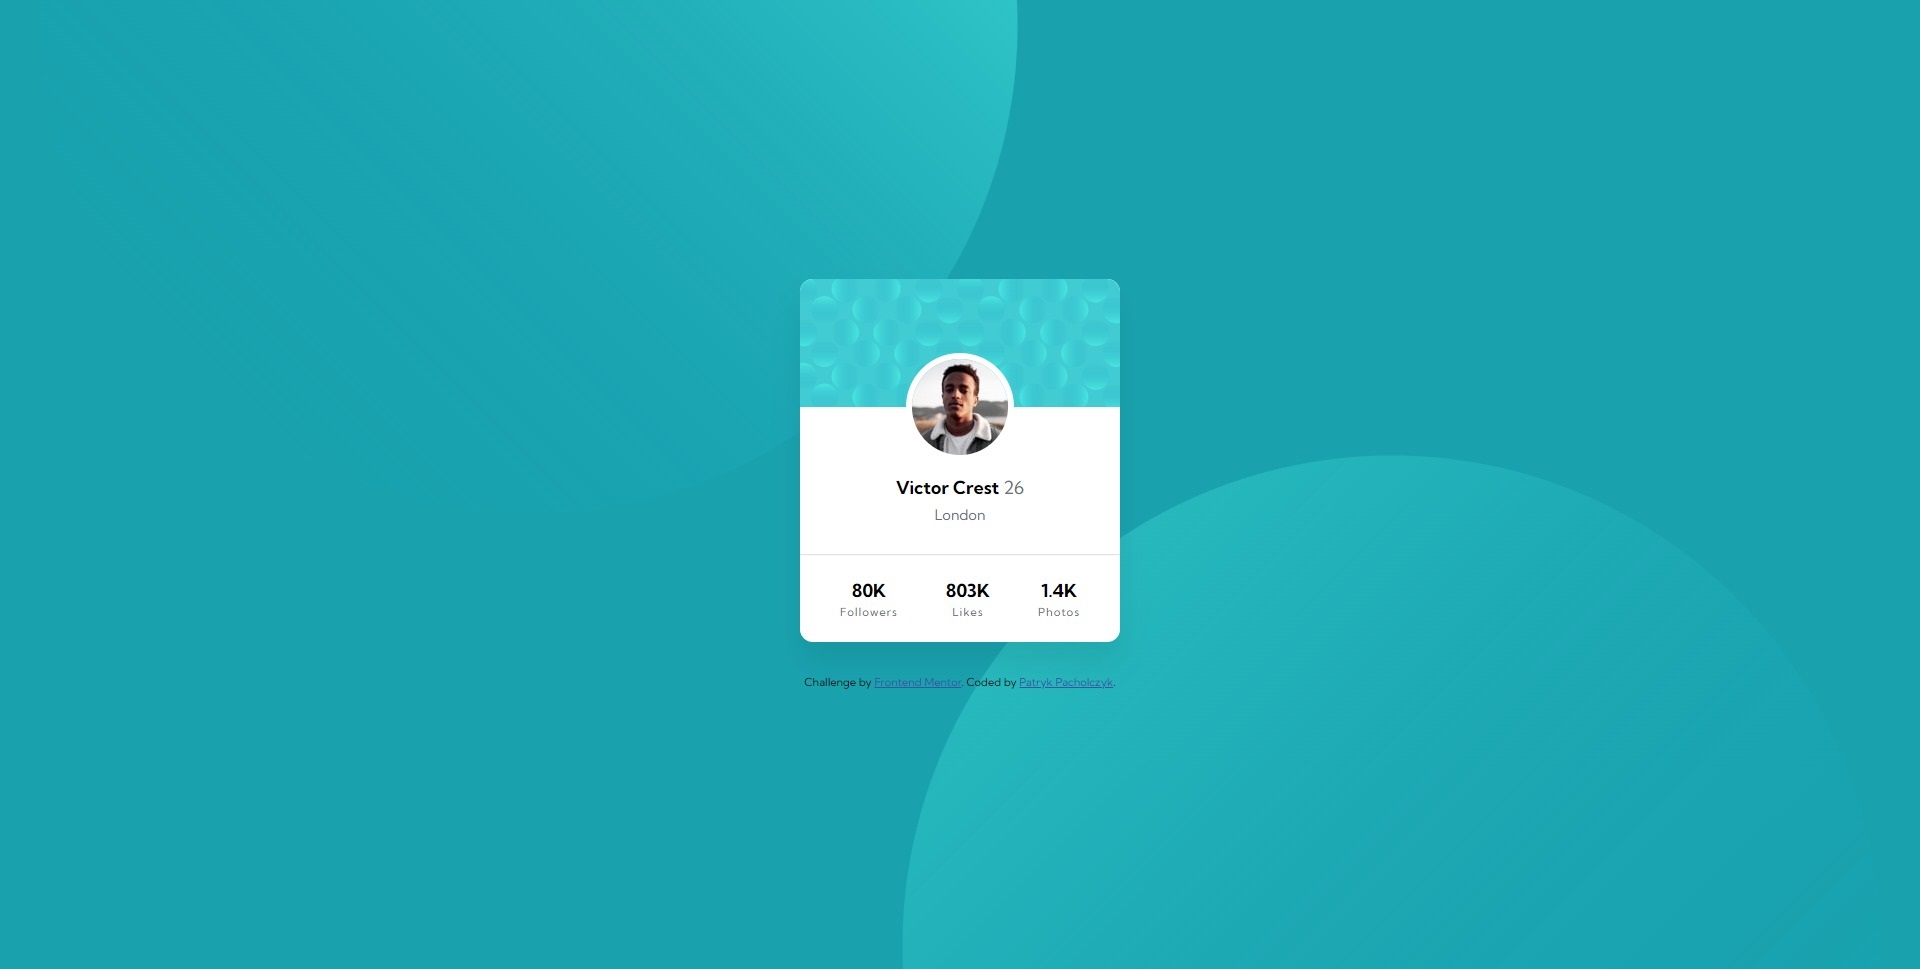 Victor Crest 26
London
80K 803K 1.4K
Followers Likes Photos
Challenge by Frontend Mentor. Coded by Patryk Pacholczyk.